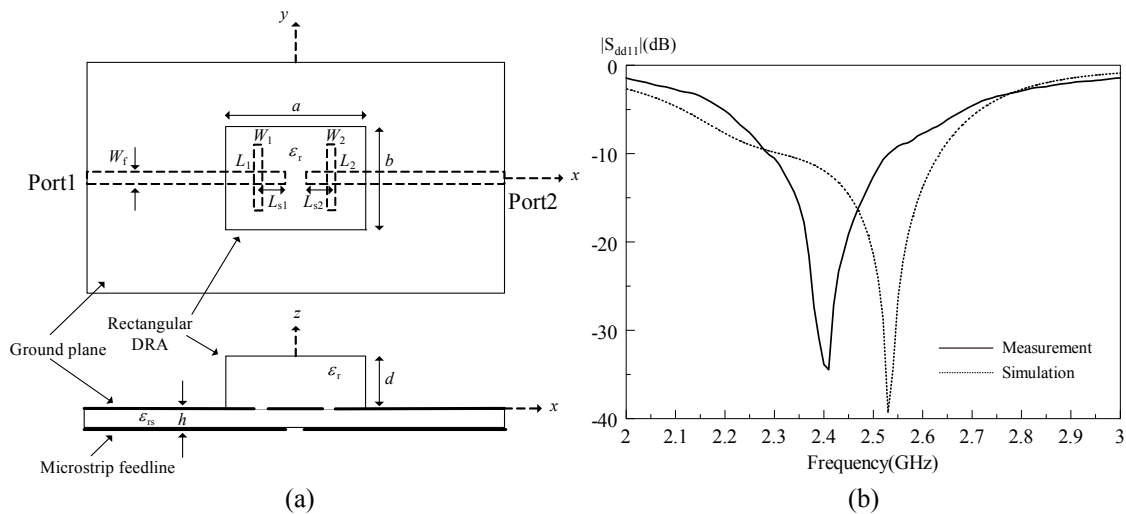 y
a
W1
W2
εr
L1
L2
b
Wf
Port1
x
Ls1
Ls2
Port2
Rectangular
DRA
z
Ground plane
εr
d
εrs
h
x
Microstrip feedline
(a)
|Sdd11|(dB)
0
-10
-20
-30
-40
Measurement
Simulation
2 2.1 2.2 2.3 2.4 2.5 2.6 2.7 2.8 2.9 3
Frequency(GHz)
(b)